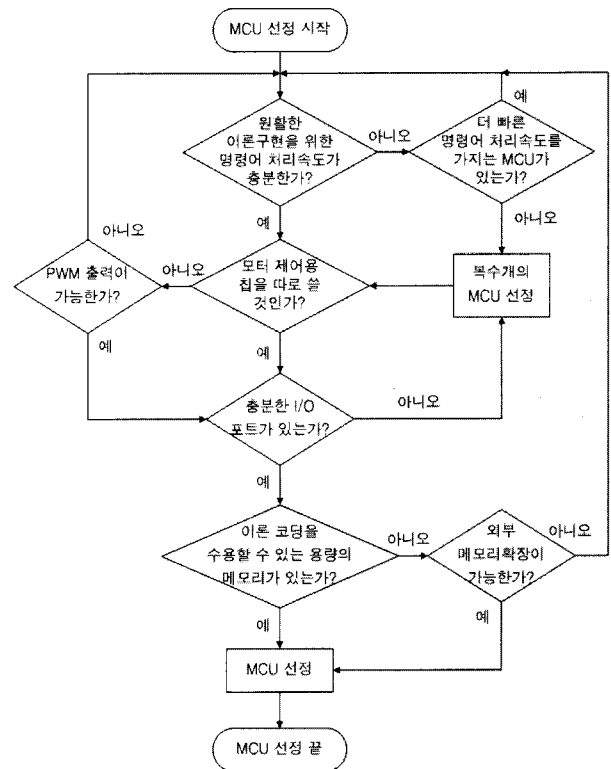 MCU 선정 시작
원활한
이론구현을 위한
명령어 처리속도가
충분한가?
아니오
예
더 빠른
명령어 처리속도를
가지는 MCU가
있는가?
예
아니오
복수개의
MCU 선정
모터 제어용
칩을 따로 쓸
것인가?
아니오
예
PWM 출력이
가능한가?
아니오
예
충분한 I/O
포트가 있는가?
아니오
예
이론 코딩을
수용할 수 있는 용량의
메모리가 있는가?
아니오
예
외부
메모리확장이
가능한가?
아니오
예
MCU 선정
MCU 선정 끝